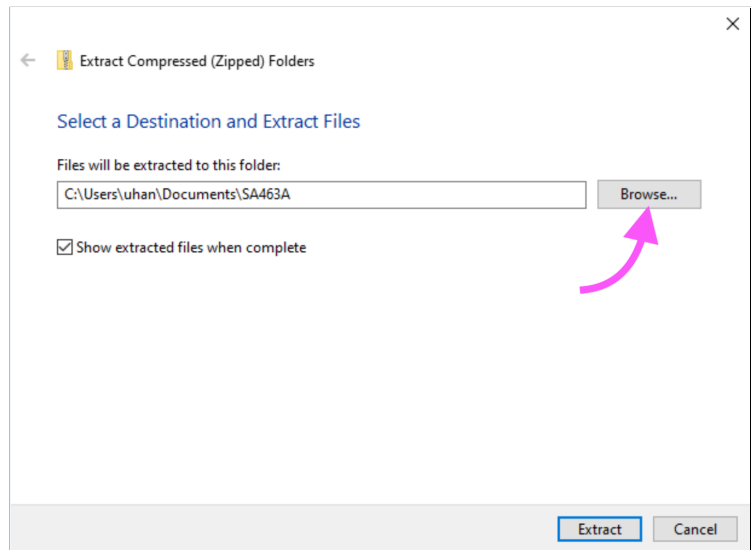 Extract Compressed (Zipped) Folders
Select a Destination and Extract Files
Files will be extracted to this folder:
C:\Users\uhan\Documents\SA463A
Browse...
Show extracted files when complete
Extract
Cancel